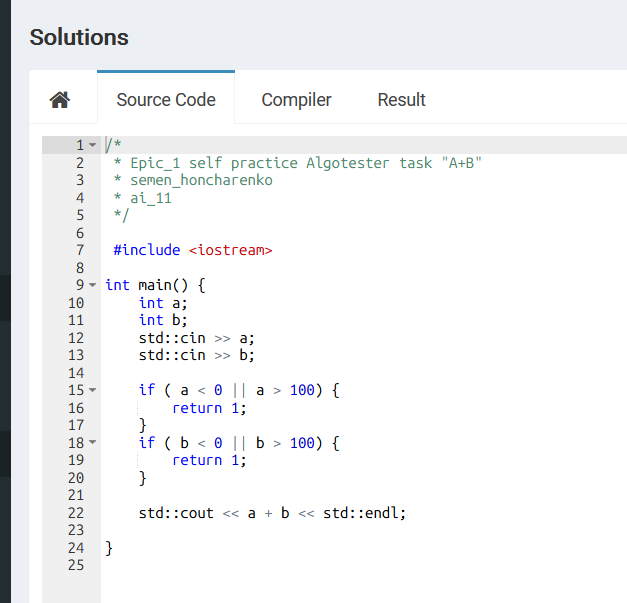 Solutions
Source Code Compiler Result
1 /*
2  * Epic_1 self practice Algotester task "A+B"
3  * semen_honcharenko
4  * ai_11
5  */
6
7  #include <iostream>
8
9 int main() {
10     int a;
11     int b;
12     std::cin >> a;
13     std::cin >> b;
14
15     if ( a < 0 || a > 100) {
16         return 1;
17     }
18     if ( b < 0 || b > 100) {
19         return 1;
20     }
21
22     std::cout << a + b << std::endl;
23
24 }
25